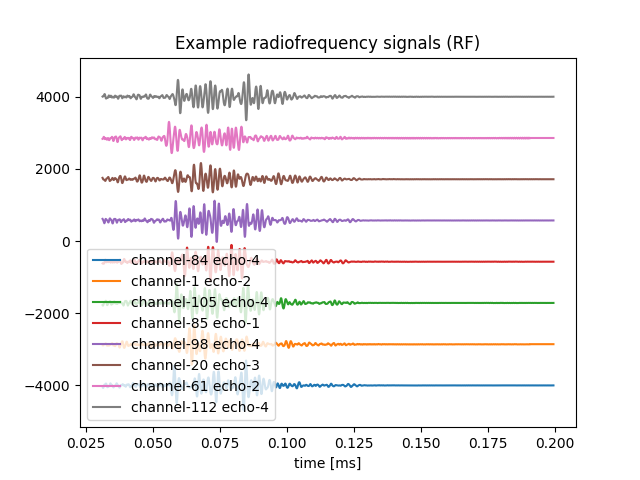 Example radiofrequency signals (RF)
4000
2000
0
−2000
−4000
channel-84 echo-4
channel-1 echo-2
channel-105 echo-4
channel-85 echo-1
channel-98 echo-4
channel-20 echo-3
channel-61 echo-2
channel-112 echo-4
0.025 0.050 0.075 0.100 0.125 0.150 0.175 0.200
time [ms]